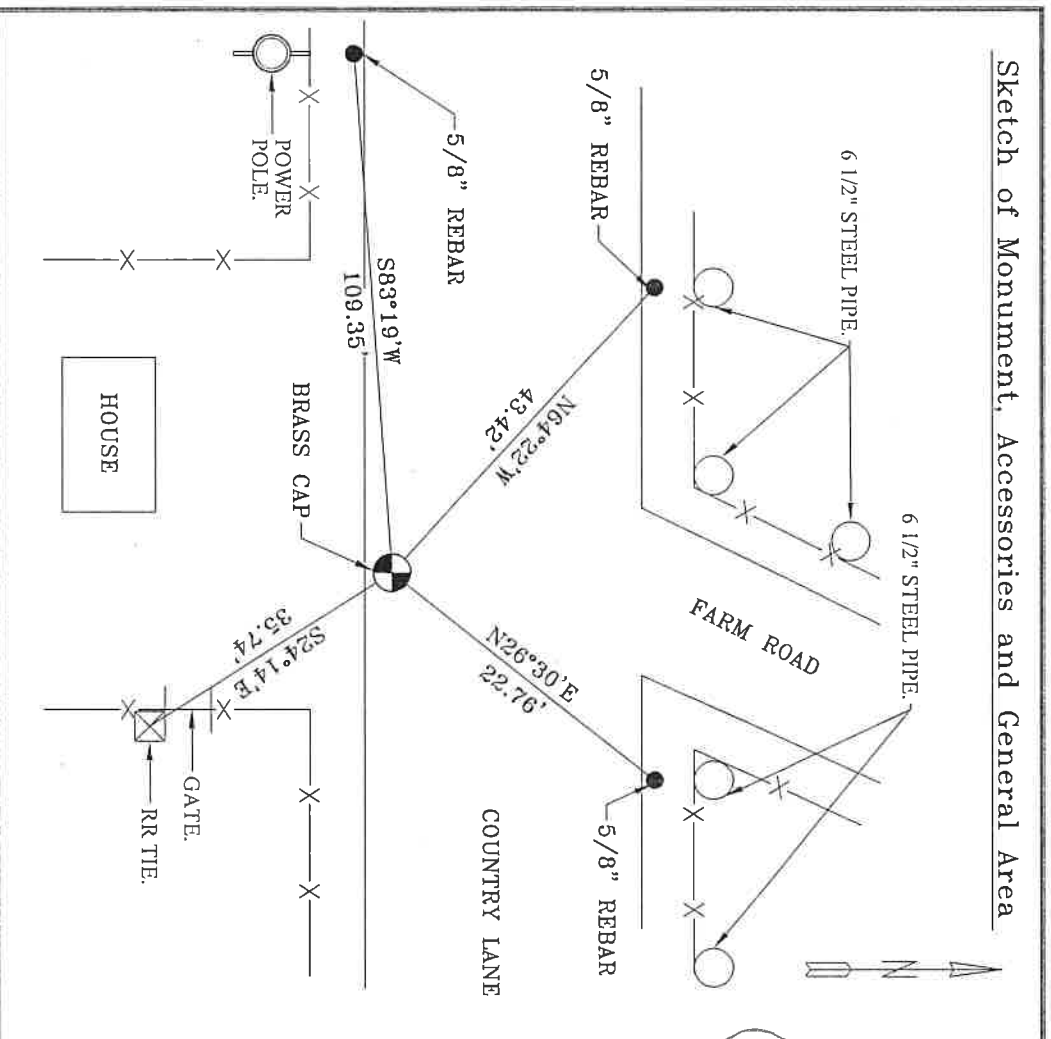 Sketch of Monument, Accessories and General Area
6 1/2" STEEL PIPE.
6 1/2" STEEL PIPE.
5/8" REBAR
FARM ROAD
5/8" REBAR
N64°22'W
43.42'
N26°30'E
22.76'
COUNTRY LANE
5/8" REBAR
S83°19'W
109.35'
BRASS CAP
S24°14'E
35.74'
POWER
POLE.
HOUSE
GATE.
RR TIE.
N